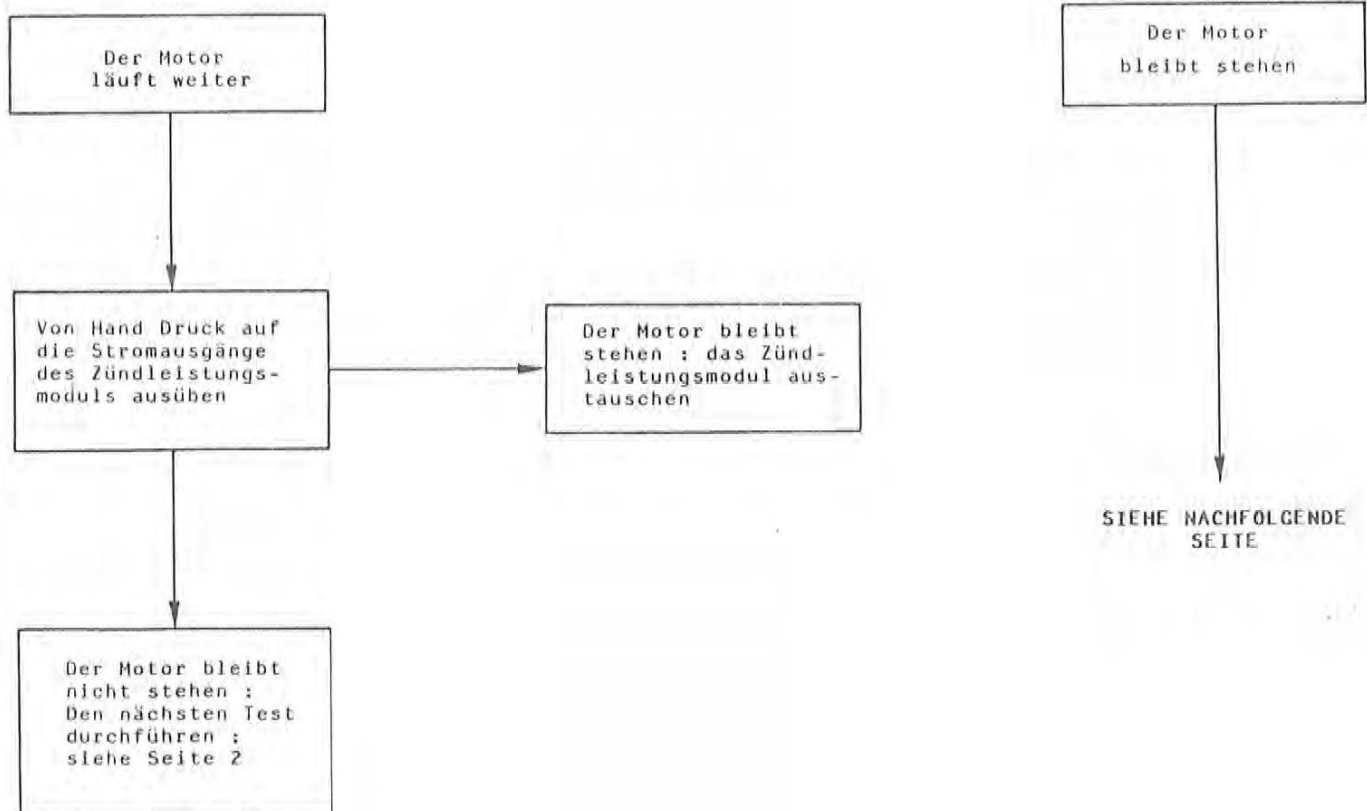 Der Motor
läuft weiter
Der Motor
bleibt stehen
Von Hand Druck auf
die Stromausgänge
des Zündleistungs-
moduls ausüben
Der Motor bleibt
stehen : das Zünd-
leistungsmodul aus-
tauschen
SIEHE NACHFOLGENDE
SEITE
Der Motor bleibt
nicht stehen :
Den nächsten Test
durchführen :
siehe Seite 2